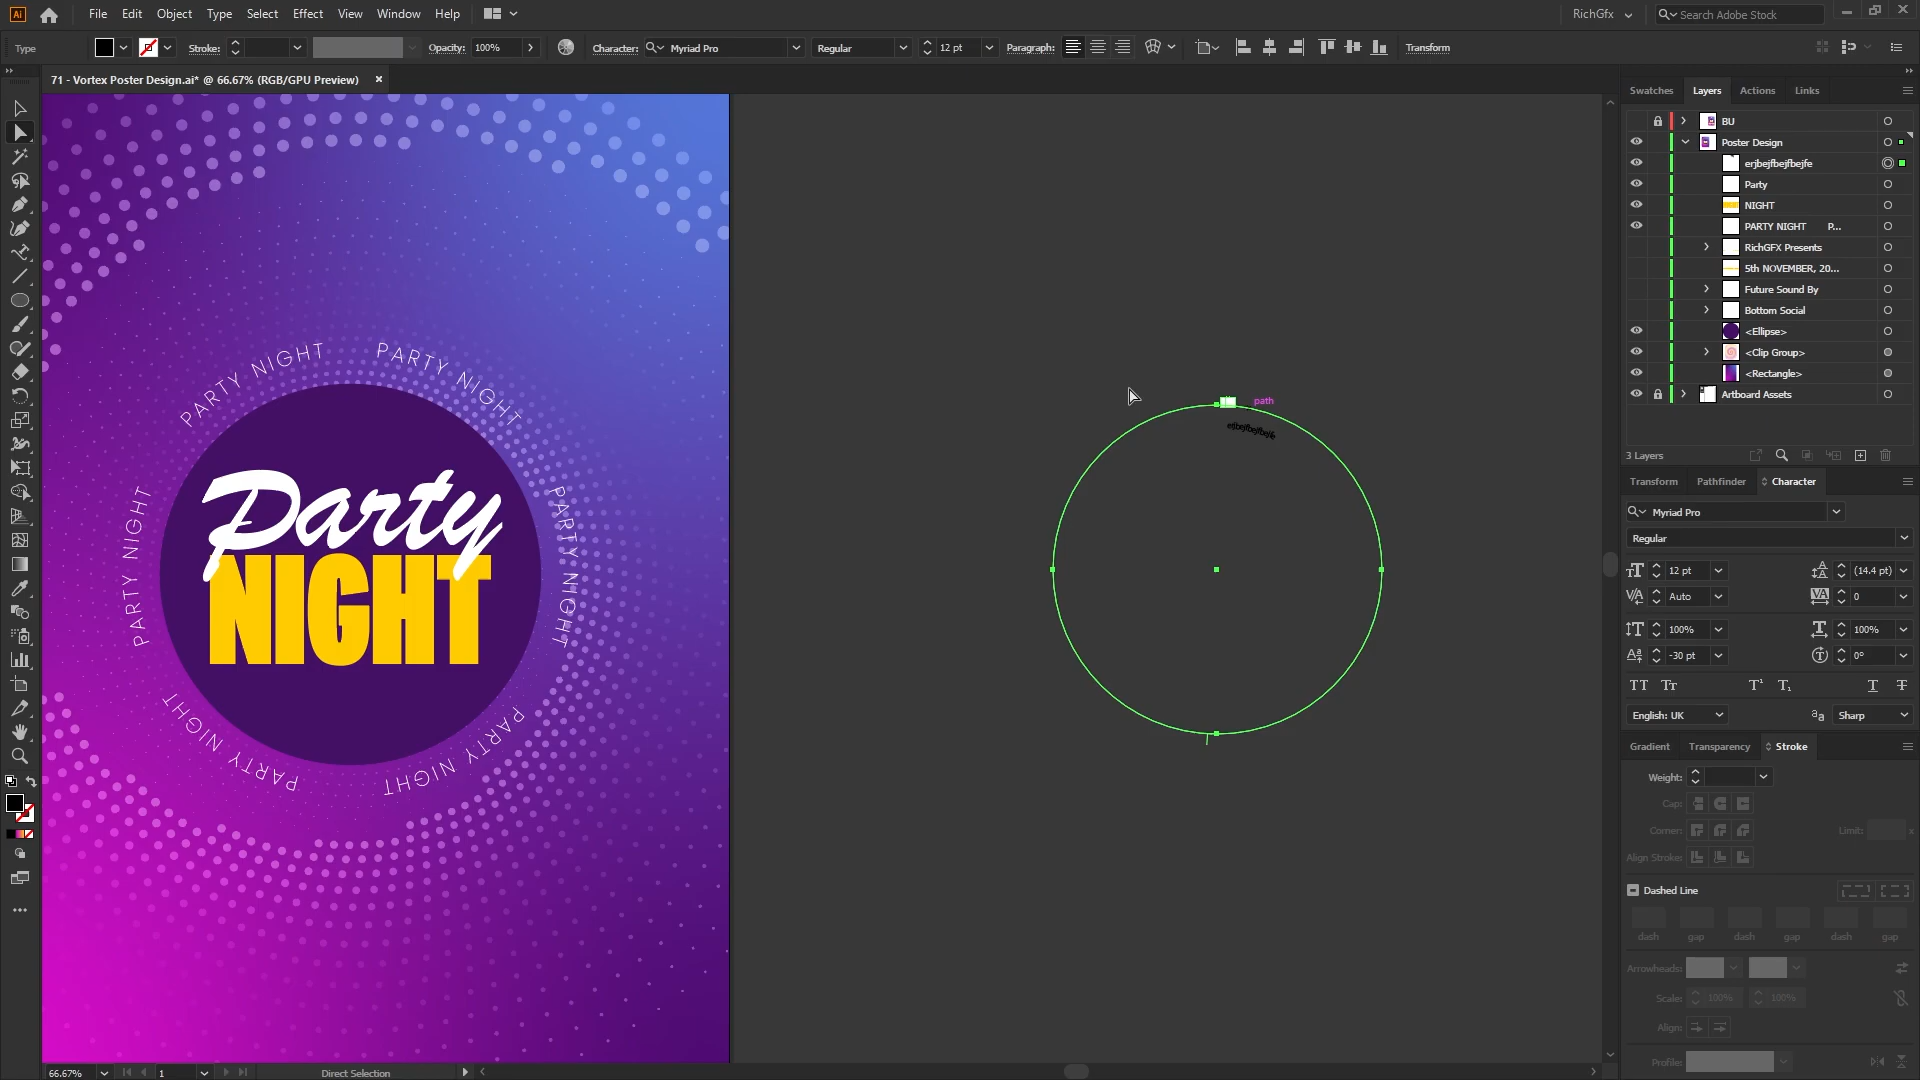 Ai File Edit Object Type Select Effect View Window Help RichGfx Search Adobe Stock
Type Stroke: Opacity: 100% Character: Myriad Pro Regular 12 pt Paragraph: Transform
71 - Vortex Poster Design.ai* @ 66.67% (RGB/GPU Preview)
Swatches Layers Actions Links
BU
Poster Design
erjbejfbejfbejfe
Party
NIGHT
PARTY NIGHT P...
RichGFX Presents
5th NOVEMBER, 20...
Future Sound By
Bottom Social
<Ellipse>
<Clip Group>
<Rectangle>
Artboard Assets
3 Layers
PARTY NIGHT
PARTY NIGHT
PARTY NIGHT
PARTY NIGHT
PARTY NIGHT
PARTY NIGHT
Party
NIGHT
path
erjbejfbejfbejfe
Transform Pathfinder Character
Myriad Pro
Regular
12 pt (14.4 pt)
Auto 0
100% 100%
-30 pt 0°
English: UK Sharp
Gradient Transparency Stroke
Weight:
Cap:
Corner: Limit: x
Align Stroke:
Dashed Line
dash gap dash gap dash gap
Arrowheads:
Scale: 100% 100%
Align:
Profile:
66.67% 1 Direct Selection